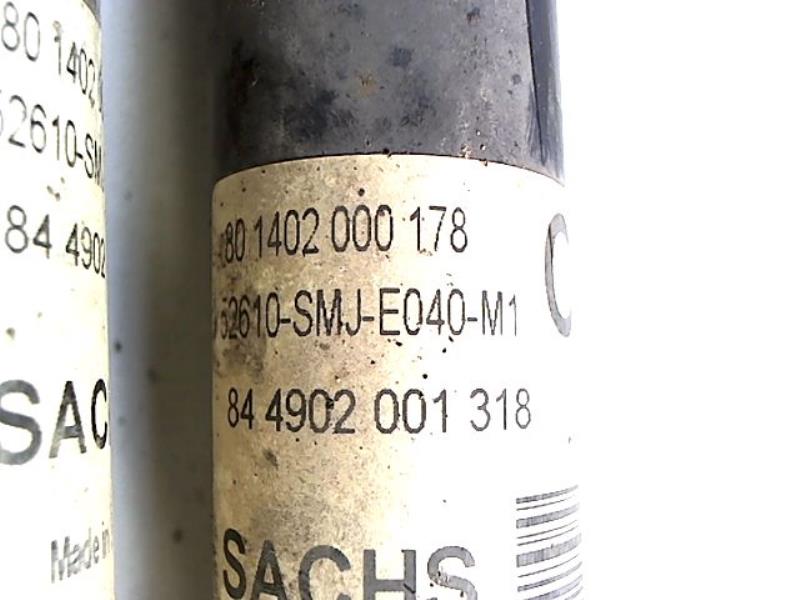 80 1402
52610-SM
84 4902
SAC
Made in
80 1402 000 178
52610-SMJ-E040-M1
84 4902 001 318
SACHS